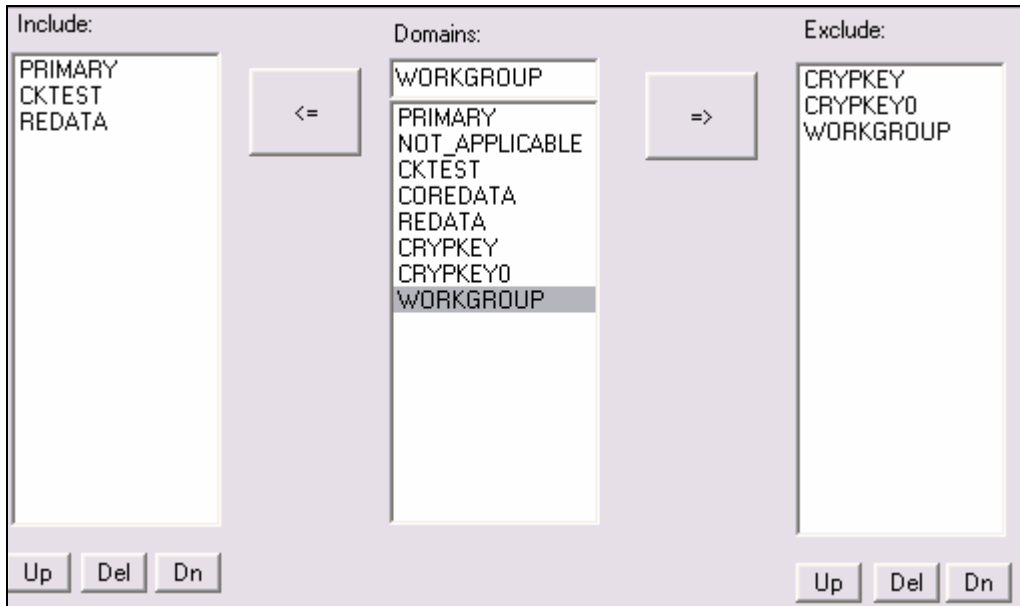 Include:
PRIMARY
CKTEST
REDATA
Up
Del
Dn
<=
Domains:
WORKGROUP
PRIMARY
NOT_APPLICABLE
CKTEST
COREDATA
REDATA
CRYPKEY
CRYPKEY0
WORKGROUP
=>
Exclude:
CRYPKEY
CRYPKEY0
WORKGROUP
Up
Del
Dn